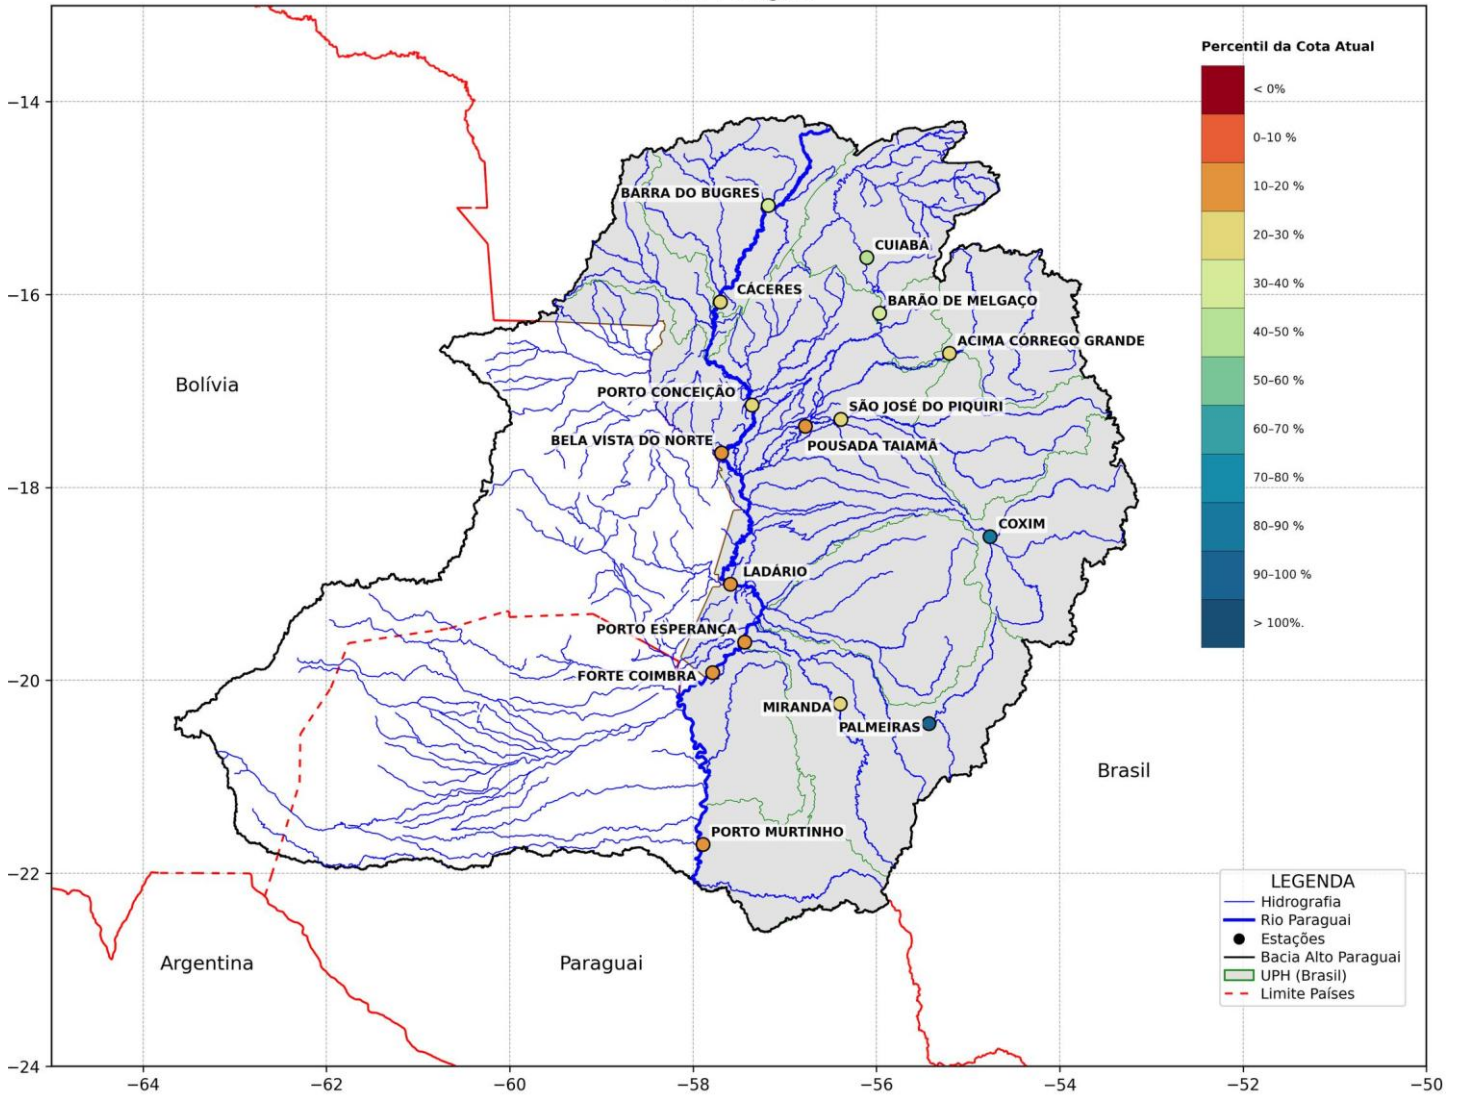 Percentil da Cota Atual
< 0%
0–10 %
10–20 %
20–30 %
30–40 %
40–50 %
50–60 %
60–70 %
70–80 %
80–90 %
90–100 %
> 100%.
−14
−16
−18
−20
−22
−24
BARRA DO BUGRES
CUIABÁ
CÁCERES
BARÃO DE MELGAÇO
ACIMA CÓRREGO GRANDE
Bolívia
PORTO CONCEIÇÃO
SÃO JOSÉ DO PIQUIRI
BELA VISTA DO NORTE
POUSADA TAIAMÃ
COXIM
LADÁRIO
PORTO ESPERANÇA
FORTE COIMBRA
MIRANDA
PALMEIRAS
Brasil
PORTO MURTINHO
Argentina
Paraguai
LEGENDA
Hidrografia
Rio Paraguai
Estações
Bacia Alto Paraguai
UPH (Brasil)
Limite Países
−64
−62
−60
−58
−56
−54
−52
−50